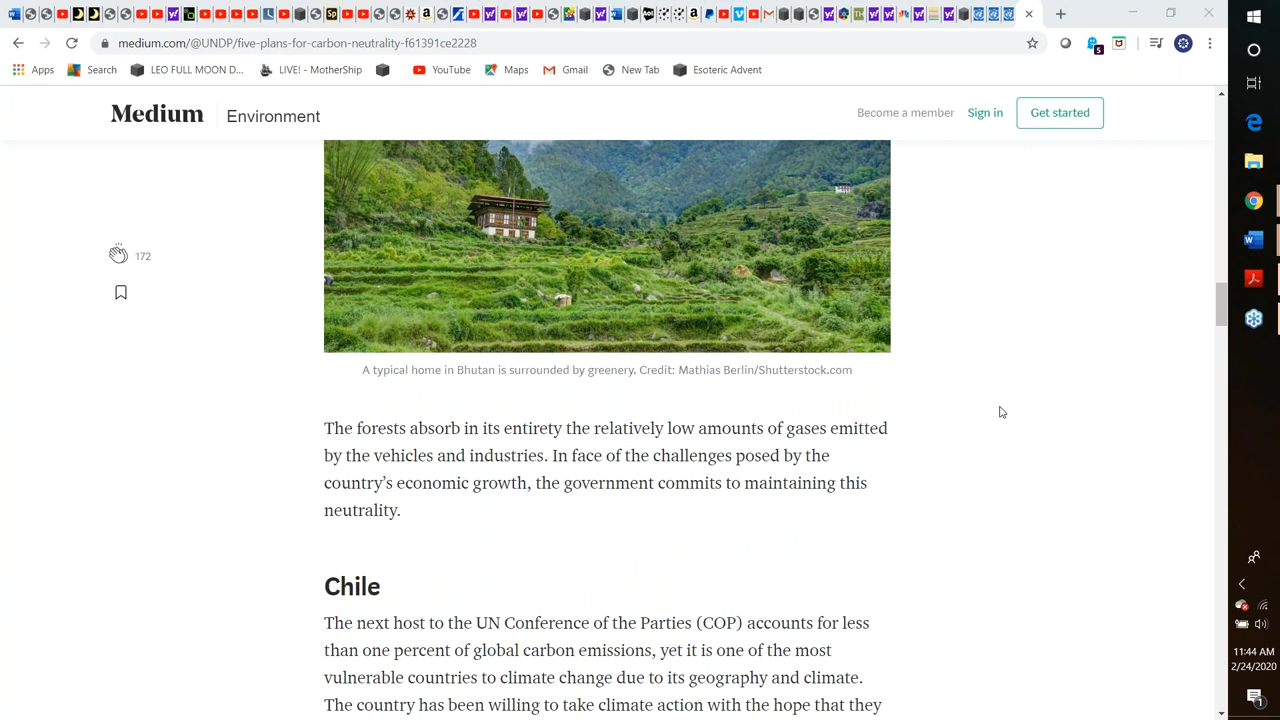 medium.com/@UNDP/five-plans-for-carbon-neutrality-f61391ce2228
5
Apps
Search
LEO FULL MOON D...
LIVE! - MotherShip
YouTube
Maps
Gmail
New Tab
Esoteric Advent
Medium
Environment
Become a member
Sign in
Get started
172
A typical home in Bhutan is surrounded by greenery. Credit: Mathias Berlin/Shutterstock.com
The forests absorb in its entirety the relatively low amounts of gases emitted
by the vehicles and industries. In face of the challenges posed by the
country’s economic growth, the government commits to maintaining this
neutrality.
Chile
The next host to the UN Conference of the Parties (COP) accounts for less
than one percent of global carbon emissions, yet it is one of the most
vulnerable countries to climate change due to its geography and climate.
The country has been willing to take climate action with the hope that they
11:44 AM
2/24/2020
1